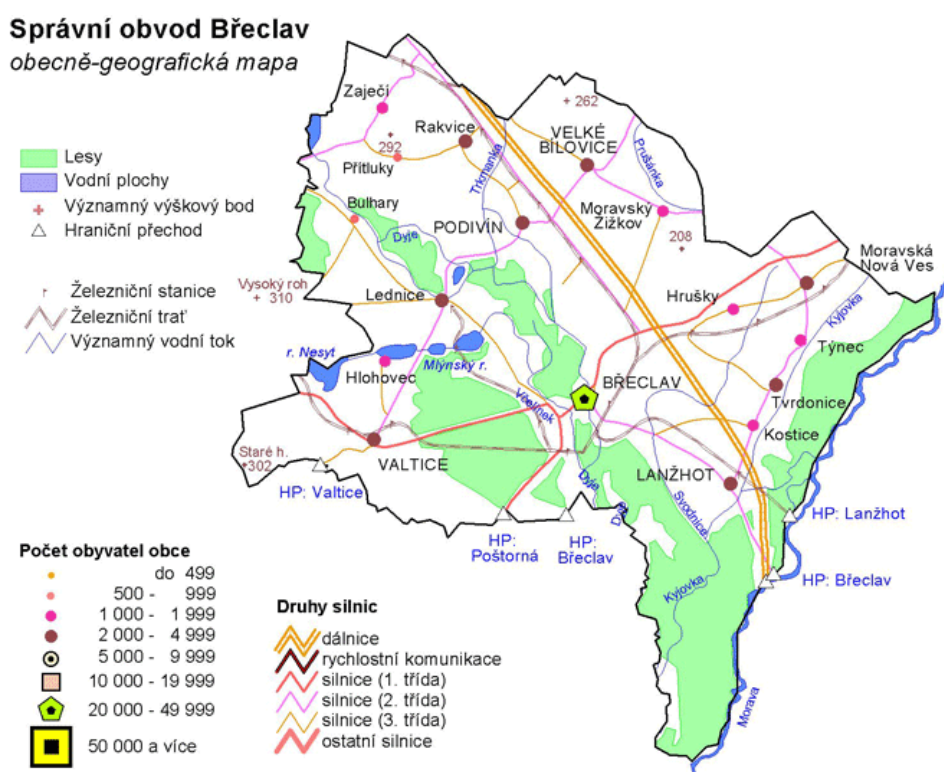 Správní obvod Břeclav
obecně-geografická mapa
Lesy
Vodní plochy
Významný výškový bod
Hraniční přechod
Železniční stanice
Železniční trať
Významný vodní tok
Zaječí
292
Přítluky
Rakvice
Trkmanka
+ 262
VELKÉ
BÍLOVICE
Prušánka
Bulhary
Dyje
PODIVÍN
Moravský
Žižkov
208
Moravská
Nová Ves
Vysoký roh
+ 310
Lednice
Hrušky
Kyjovka
r. Nesyt
Hlohovec
Mlýnský r.
Týnec
Včelínek
BŘECLAV
Tvrdonice
Kostice
Staré h.
+302
VALTICE
LANŽHOT
HP: Valtice
Dyje
Dyje
Svodnice
HP: Lanžhot
HP:
Poštorná
HP:
Břeclav
Kyjovka
HP: Břeclav
Morava
Počet obyvatel obce
do 499
500 - 999
1 000 - 1 999
2 000 - 4 999
5 000 - 9 999
10 000 - 19 999
20 000 - 49 999
50 000 a více
Druhy silnic
dálnice
rychlostní komunikace
silnice (1. třída)
silnice (2. třída)
silnice (3. třída)
ostatní silnice